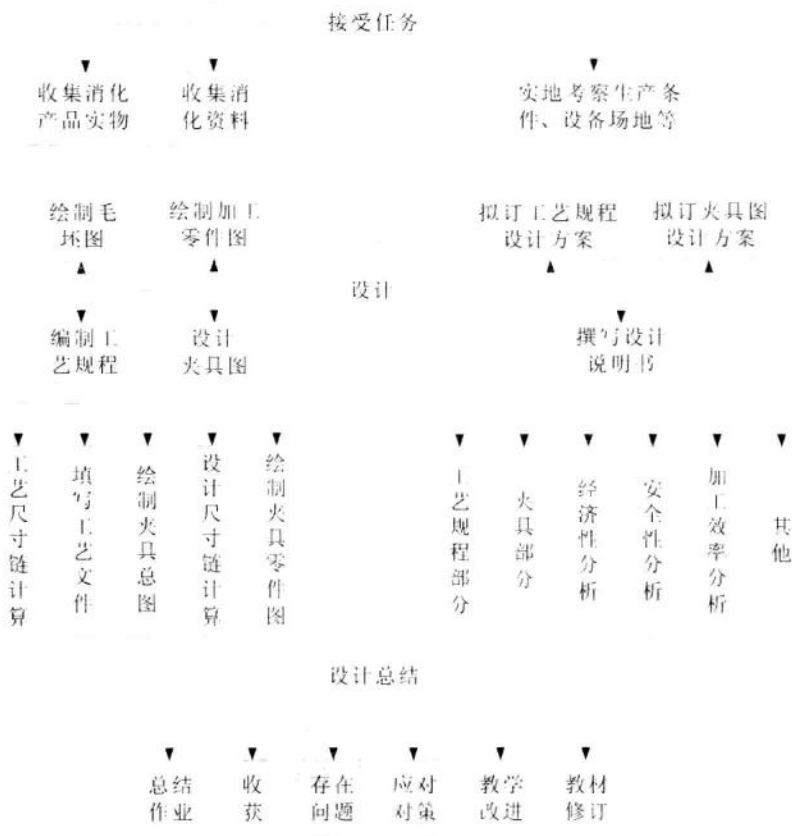 接受任务
收集消化
产品实物
收集消
化资料
实地考察生产条
件、设备场地等
绘制毛
坯图
绘制加工
零件图
拟订工艺规程
设计方案
拟订夹具图
设计方案
设计
编制工
艺规程
设计
夹具图
撰写设计
说明书
工艺尺寸链计算
填写工艺文件
绘制夹具总图
设计尺寸链计算
绘制夹具零件图
工艺规程部分
夹具部分
经济性分析
安全性分析
加工效率分析
其他
设计总结
总结
作业
收
获
存在
问题
应对
对策
教学
改进
教材
修订